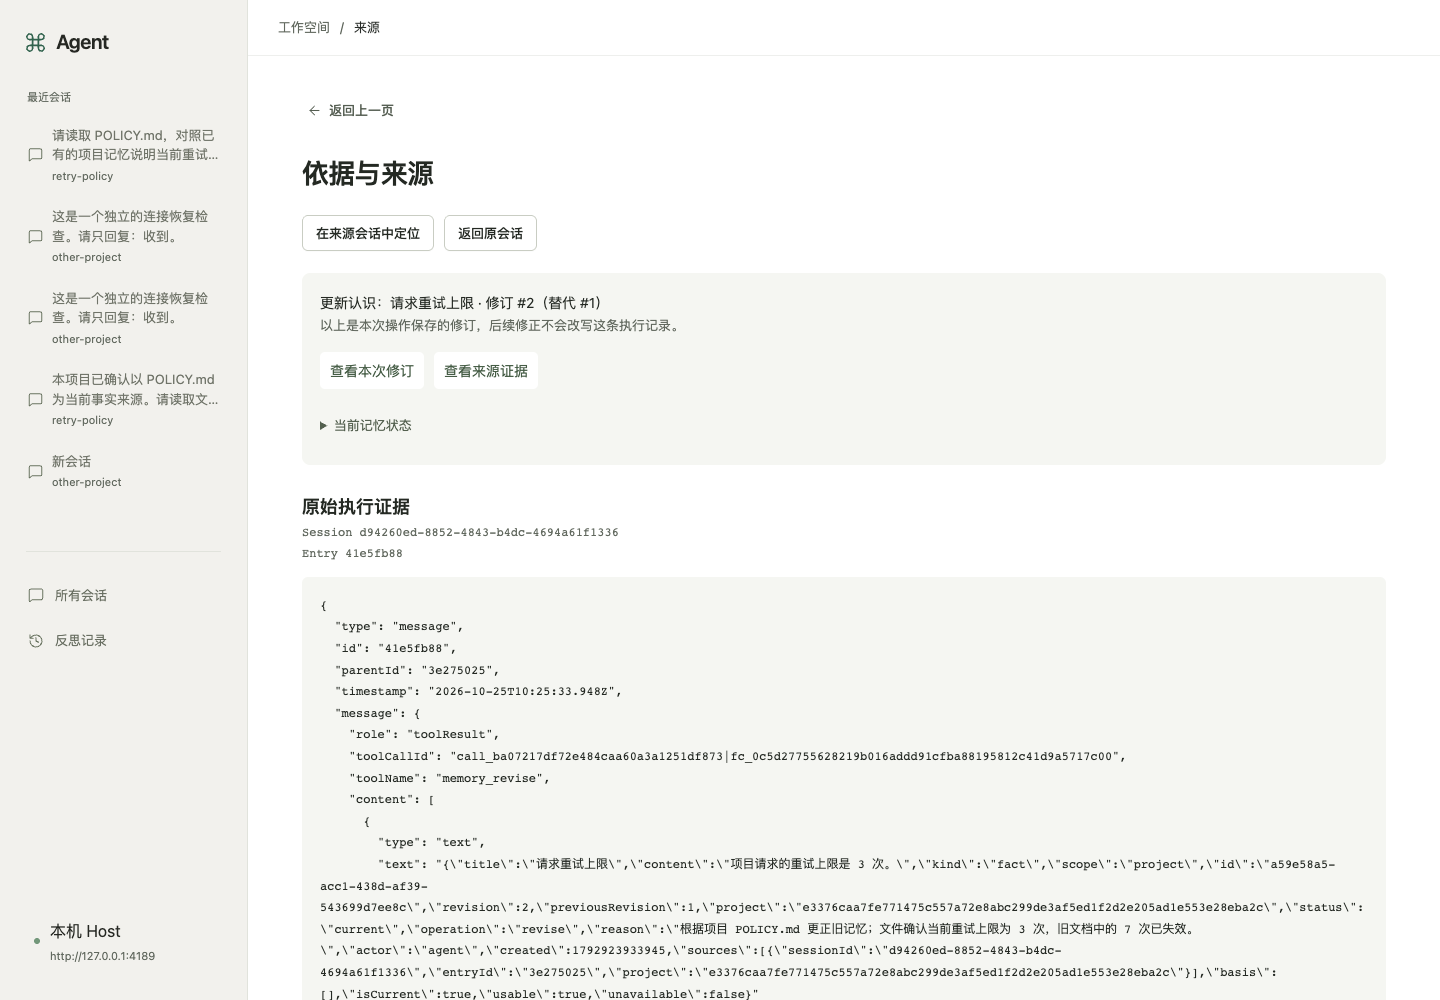 Agent
最近会话
请读取 POLICY.md，对照已
有的项目记忆说明当前重试...
retry-policy
这是一个独立的连接恢复检
查。请只回复：收到。
other-project
这是一个独立的连接恢复检
查。请只回复：收到。
other-project
本项目已确认以 POLICY.md
为当前事实来源。请读取文...
retry-policy
新会话
other-project
所有会话
反思记录
本机 Host
http://127.0.0.1:4189
工作空间 / 来源
返回上一页
依据与来源
在来源会话中定位 返回原会话
更新认识：请求重试上限 · 修订 #2（替代 #1）
以上是本次操作保存的修订，后续修正不会改写这条执行记录。
查看本次修订 查看来源证据
当前记忆状态
原始执行证据
Session d94260ed-8852-4843-b4dc-4694a61f1336
Entry 41e5fb88
{
"type": "message",
"id": "41e5fb88",
"parentId": "3e275025",
"timestamp": "2026-10-25T10:25:33.948Z",
"message": {
"role": "toolResult",
"toolCallId": "call_ba07217df72e484caa60a3a1251df873|fc_0c5d27755628219b016addd91cfba88195812c41d9a5717c00",
"toolName": "memory_revise",
"content": [
{
"type": "text",
"text": "{\"title\":\"请求重试上限\",\"content\":\"项目请求的重试上限是 3 次。\",\"kind\":\"fact\",\"scope\":\"project\",\"id\":\"a59e58a5-
acc1-438d-af39-
543699d7ee8c\",\"revision\":2,\"previousRevision\":1,\"project\":\"e3376caa7fe771475c557a72e8abc299de3af5ed1f2d2e205ad1e553e28eba2c\",\"status\":
\"current\",\"operation\":\"revise\",\"reason\":\"根据项目 POLICY.md 更正旧记忆；文件确认当前重试上限为 3 次，旧文档中的 7 次已失效。
\",\"actor\":\"agent\",\"created\":1792923933945,\"sources\":[{\"sessionId\":\"d94260ed-8852-4843-b4dc-
4694a61f1336\",\"entryId\":\"3e275025\",\"project\":\"e3376caa7fe771475c557a72e8abc299de3af5ed1f2d2e205ad1e553e28eba2c\"}],\"basis\":
[],\"isCurrent\":true,\"usable\":true,\"unavailable\":false}"